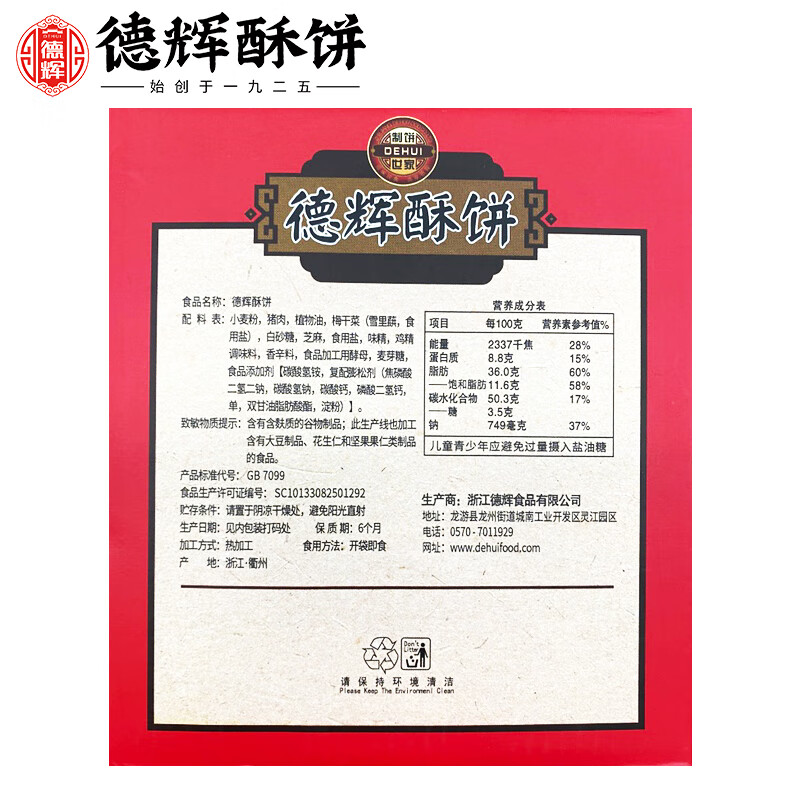 德辉
德辉酥饼
始创于一九二五
制饼
DEHUI
世家
德辉酥饼
食品名称：德辉酥饼
配 料 表：小麦粉，猪肉，植物油，梅干菜（雪里蕻，食
用盐），白砂糖，芝麻，食用盐，味精，鸡精
调味料，香辛料，食品加工用酵母，麦芽糖，
食品添加剂【碳酸氢铵，复配膨松剂（焦磷酸
二氢二钠，碳酸氢钠，碳酸钙，磷酸二氢钙，
单，双甘油脂肪酸酯，淀粉）】。
致敏物质提示：含有含麸质的谷物制品；此生产线也加工
含有大豆制品、花生仁和坚果果仁类制品
的食品。
产品标准代号：GB 7099
食品生产许可证编号：SC10133082501292
贮存条件：请置于阴凉干燥处，避免阳光直射
生产日期：见内包装打码处 保 质 期：6个月
加工方式：热加工 食用方法：开袋即食
产 地：浙江·衢州
营养成分表
项目 每100克 营养素参考值%
能量 2337千焦 28%
蛋白质 8.8克 15%
脂肪 36.0克 60%
——饱和脂肪 11.6克 58%
碳水化合物 50.3克 17%
——糖 3.5克
钠 749毫克 37%
儿童青少年应避免过量摄入盐油糖
生产商：浙江德辉食品有限公司
地址：龙游县龙州街道城南工业开发区灵江园区
电话：0570-7011929
网址：www.dehuifood.com
Don't
Litter
请保持环境清洁
Please Keep The Environmenl Clean